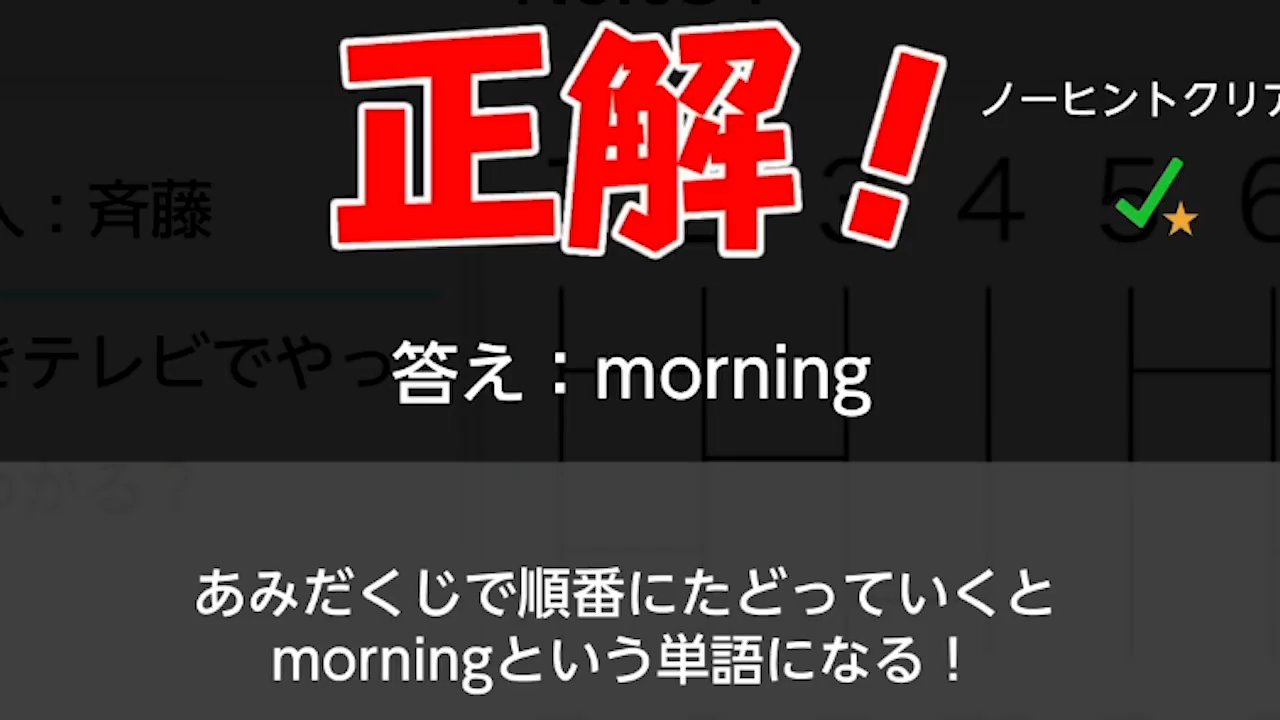 正解！
ノーヒントクリア
3 4 5 6
人：斉藤
きテレビでやっ
答え：morning
つかる？
あみだくじで順番にたどっていくと
morningという単語になる！